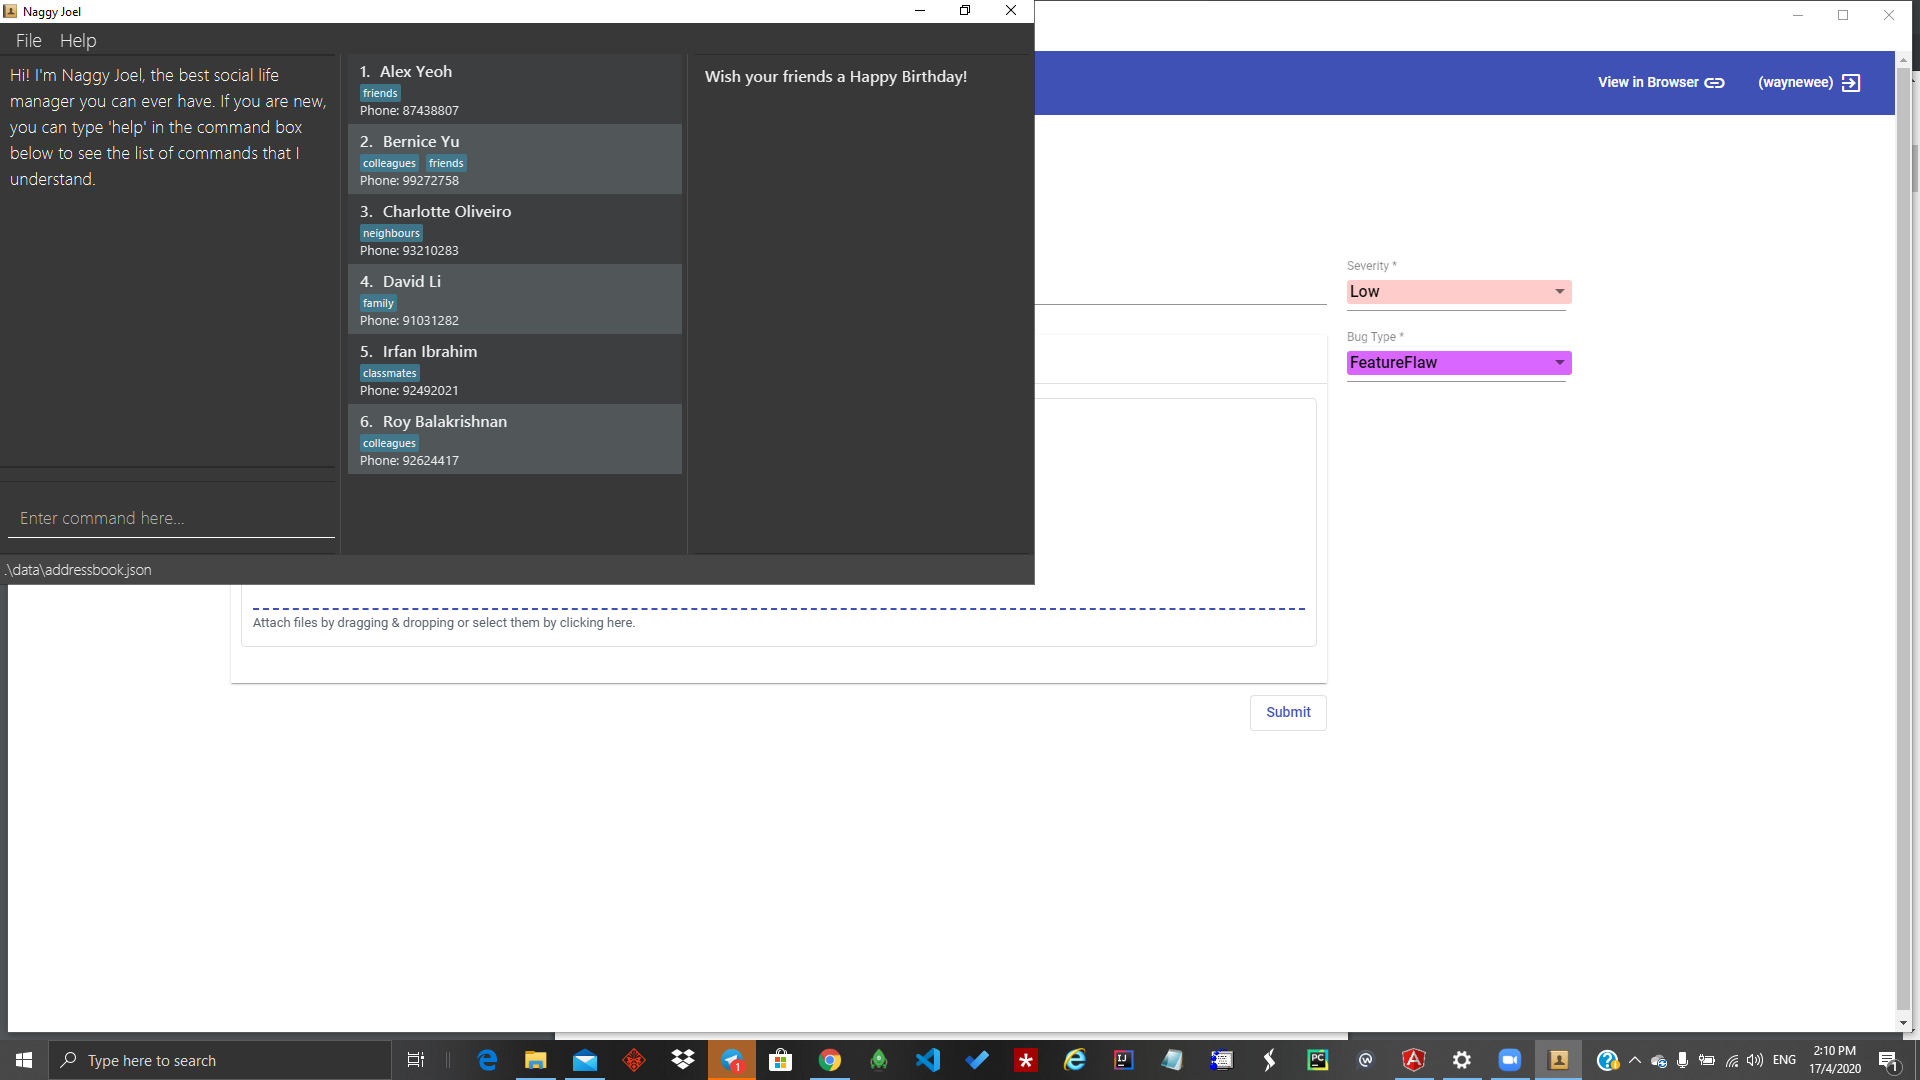 Naggy Joel
File Help
Hi! I'm Naggy Joel, the best social life
manager you can ever have. If you are new,
you can type 'help' in the command box
below to see the list of commands that I
understand.
Enter command here...
.\data\addressbook.json
1. Alex Yeoh
friends
Phone: 87438807
2. Bernice Yu
colleagues friends
Phone: 99272758
3. Charlotte Oliveiro
neighbours
Phone: 93210283
4. David Li
family
Phone: 91031282
5. Irfan Ibrahim
classmates
Phone: 92492021
6. Roy Balakrishnan
colleagues
Phone: 92624417
Wish your friends a Happy Birthday!
View in Browser (waynewee)
Severity *
Low
Bug Type *
FeatureFlaw
Attach files by dragging & dropping or select them by clicking here.
Submit
Type here to search
1
IJ
PC
ENG
2:10 PM
17/4/2020
1